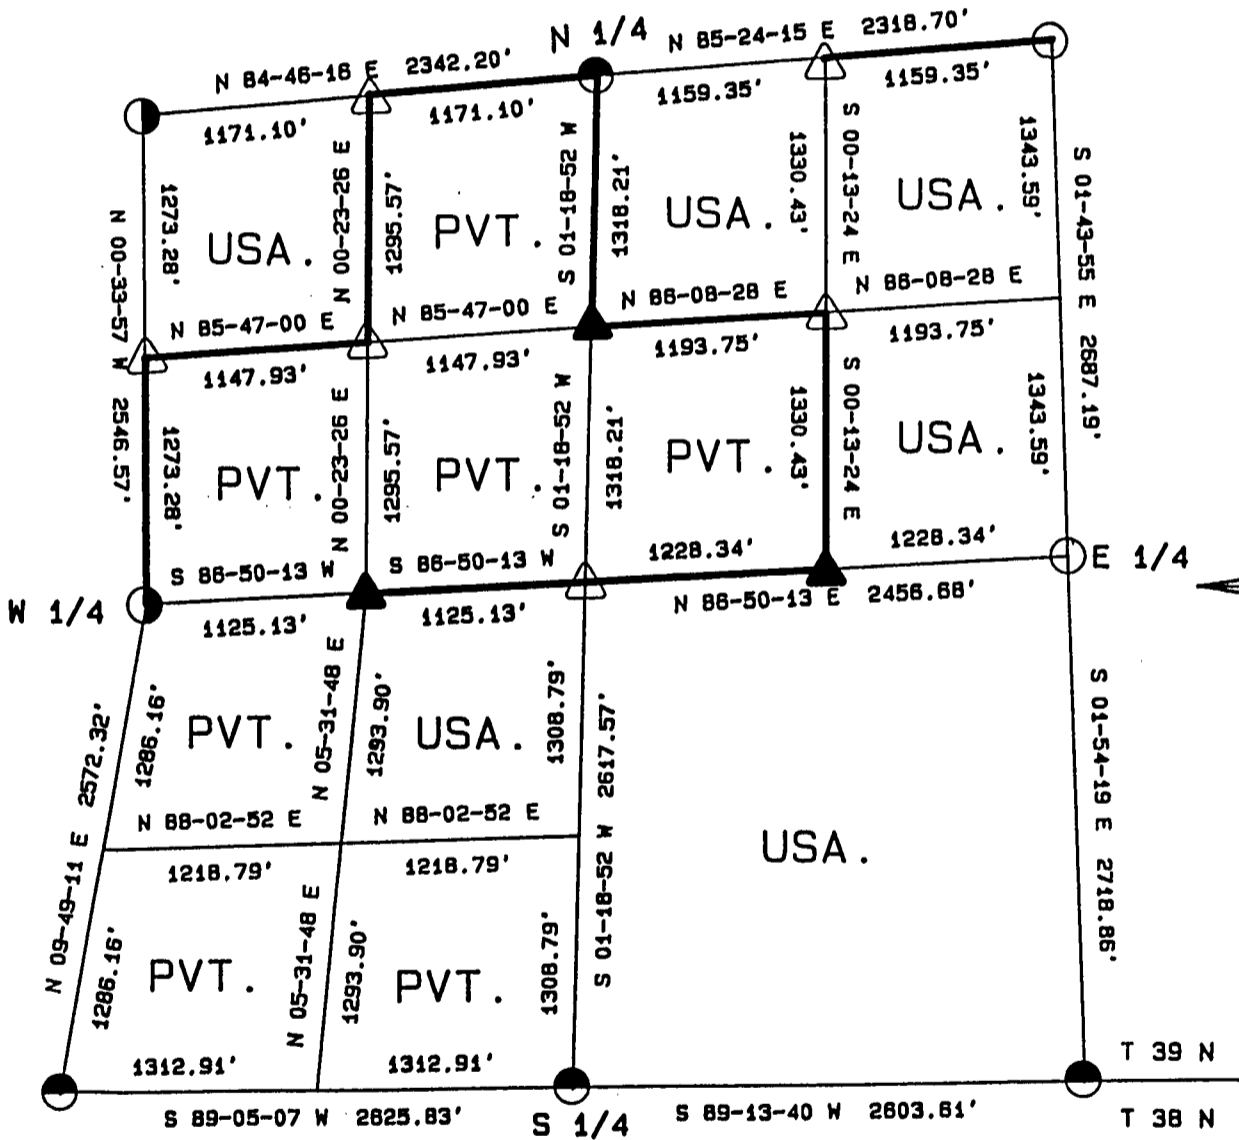 N 1/4
N 84-46-16 E 2342.20'
N 85-24-15 E 2318.70'
1171.10'
1171.10'
1159.35'
1159.35'
N 00-33-57 W 2546.57'
1273.28'
USA.
N 00-23-26 E
1295.57'
PVT.
S 01-18-52 W
1318.21'
USA.
1330.43'
S 00-13-24 E
USA.
1343.59'
S 01-43-55 E 2687.19'
N 85-47-00 E
N 85-47-00 E
N 86-08-28 E
N 86-08-28 E
1147.93'
1147.93'
1193.75'
1193.75'
1273.28'
PVT.
N 00-23-26 E
1295.57'
PVT.
S 01-18-52 W
1318.21'
PVT.
1330.43'
S 00-13-24 E
USA.
1343.59'
S 86-50-13 W
S 86-50-13 W
1228.34'
1228.34'
W 1/4
E 1/4
1125.13'
1125.13'
N 86-50-13 E 2456.68'
N 09-49-11 E 2572.32'
1286.16'
PVT.
N 05-31-48 E
1293.90'
USA.
1308.79'
S 01-18-52 W 2617.57'
USA.
S 01-54-19 E 2718.86'
N 88-02-52 E
N 88-02-52 E
1218.79'
1218.79'
1286.16'
PVT.
N 05-31-48 E
1293.90'
PVT.
1308.79'
1312.91'
1312.91'
T 39 N
S 89-05-07 W 2625.83'
S 1/4
S 89-13-40 W 2603.61'
T 38 N